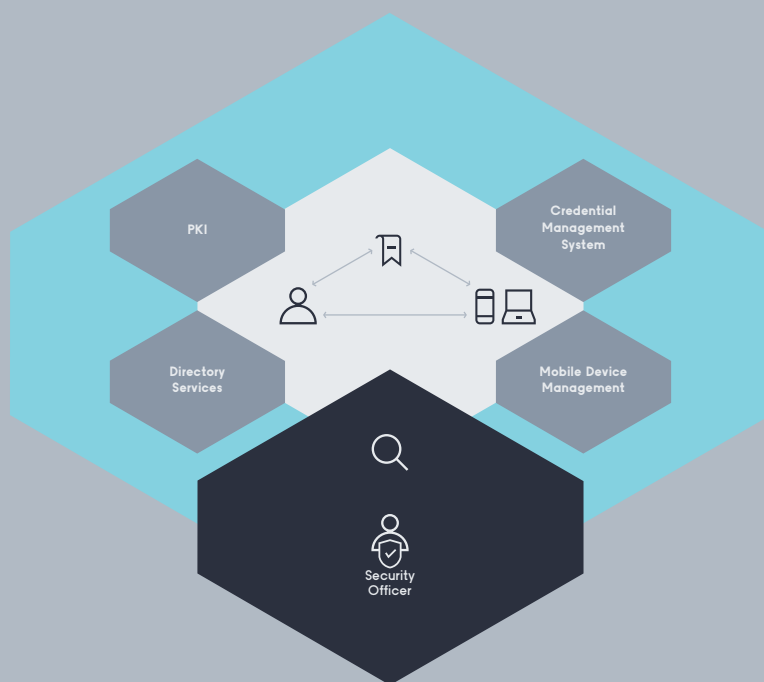 PKI
Credential
Management
System
Directory
Services
Mobile Device
Management
Security
Officer